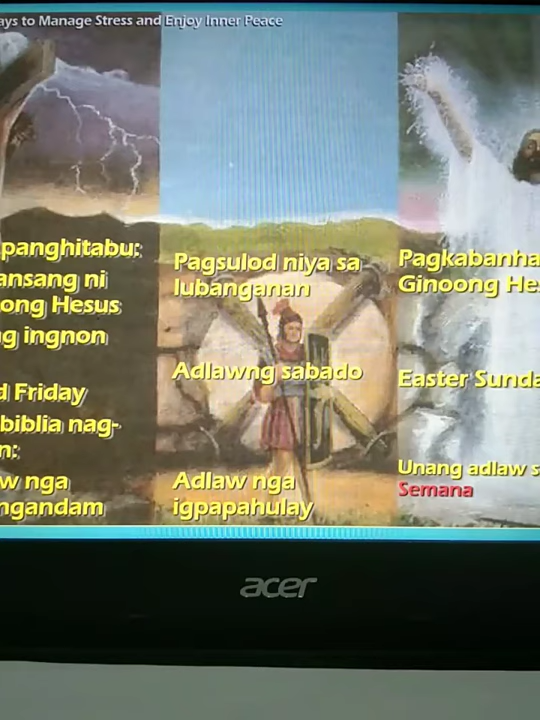 ays to Manage Stress and Enjoy Inner Peace
panghitabu:
ansang ni
ong Hesus
g ingnon
d Friday
biblia nag-
n:
w nga
ngandam
Pagsulod niya sa
lubanganan
Adlawng sabado
Adlaw nga
igpapahulay
Pagkabanha
Ginoong He
Easter Sunda
Unang adlaw s
Semana
acer